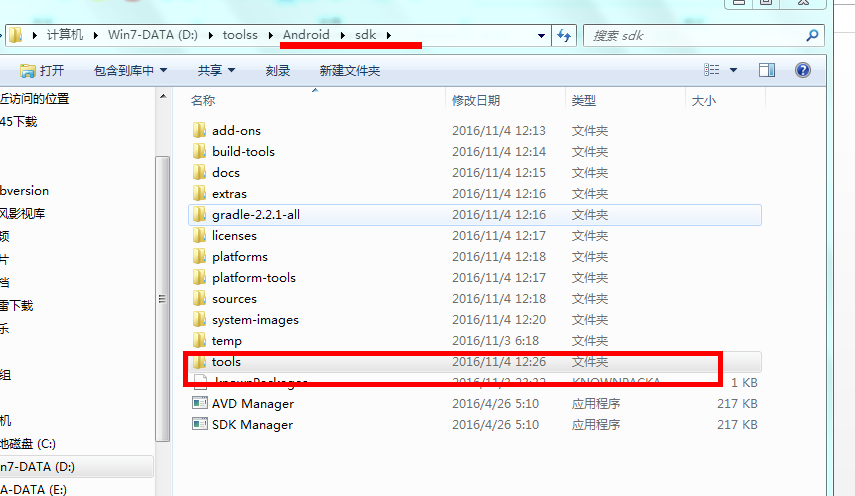 计算机 Win7-DATA (D:) toolss Android sdk 搜索 sdk
打开 包含到库中 共享 刻录 新建文件夹
名称 修改日期 类型 大小
近访问的位置
45下载
bversion
风影视库
频
片
档
雷下载
乐
组
机
地磁盘 (C:)
n7-DATA (D:)
A-DATA (E:)
add-ons 2016/11/4 12:13 文件夹
build-tools 2016/11/4 12:14 文件夹
docs 2016/11/4 12:15 文件夹
extras 2016/11/4 12:16 文件夹
gradle-2.2.1-all 2016/11/4 12:16 文件夹
licenses 2016/11/4 12:17 文件夹
platforms 2016/11/4 12:18 文件夹
platform-tools 2016/11/4 12:17 文件夹
sources 2016/11/4 12:18 文件夹
system-images 2016/11/4 12:20 文件夹
temp 2016/11/3 6:18 文件夹
tools 2016/11/4 12:26 文件夹
.knownPackages KNOWNPACKA... 1 KB
AVD Manager 2016/4/26 5:10 应用程序 217 KB
SDK Manager 2016/4/26 5:10 应用程序 217 KB